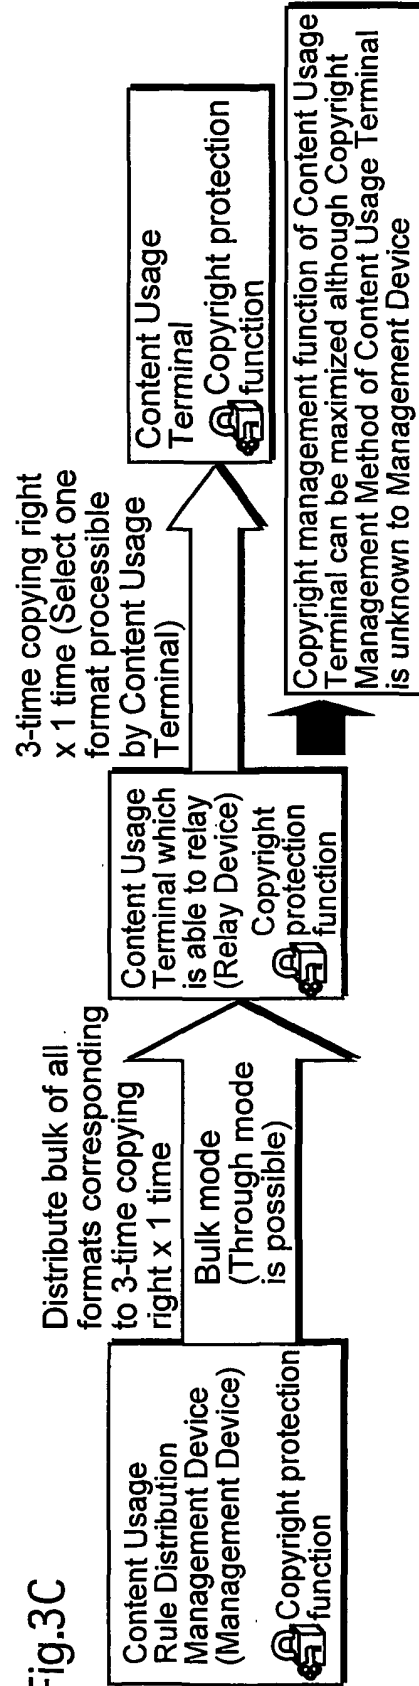 Fig.3C
Content Usage
Rule Distribution
Management Device
(Management Device)
Copyright protection
function
Distribute bulk of all
formats corresponding
to 3-time copying
right x 1 time
Bulk mode
(Through mode
is possible)
Content Usage
Terminal which
is able to relay
(Relay Device)
Copyright
protection
function
3-time copying right
x 1 time (Select one
format processible
by Content Usage
Terminal)
Content Usage
Terminal
Copyright protection
function
Copyright management function of Content Usage
Terminal can be maximized although Copyright
Management Method of Content Usage Terminal
is unknown to Management Device